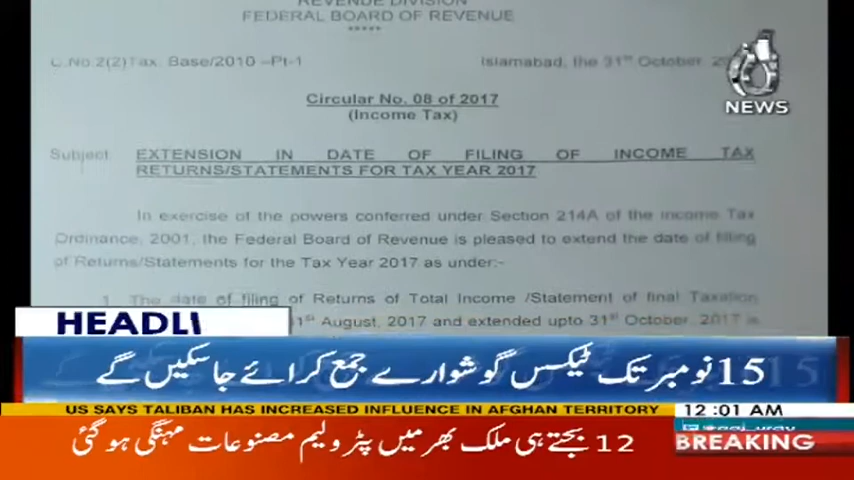 REVENUE DIVISION
FEDERAL BOARD OF REVENUE
*****
C.No.2(2)Tax. Base/2010 –Pt-1 Islamabad, the 31st October,
Circular No. 08 of 2017
(Income Tax)
Subject EXTENSION IN DATE OF FILING OF INCOME TAX
RETURNS/STATEMENTS FOR TAX YEAR 2017
In exercise of the powers conferred under Section 214A of the Income Tax
Ordinance, 2001, the Federal Board of Revenue is pleased to extend the date of filing
of Returns/Statements for the Tax Year 2017 as under:-
1. The date of filing of Returns of Total Income /Statement of final Taxation
August, 2017 and extended upto 31st October, 2017 is
NEWS
HEADLI
15 نومبر تک ٹیکس گوشوارے جمع کرائے جاسکیں گے
US SAYS TALIBAN HAS INCREASED INFLUENCE IN AFGHAN TERRITORY
12:01 AM
12 بجتے ہی ملک بھر میں پٹرولیم مصنوعات مہنگی ہوگئی
BREAKING